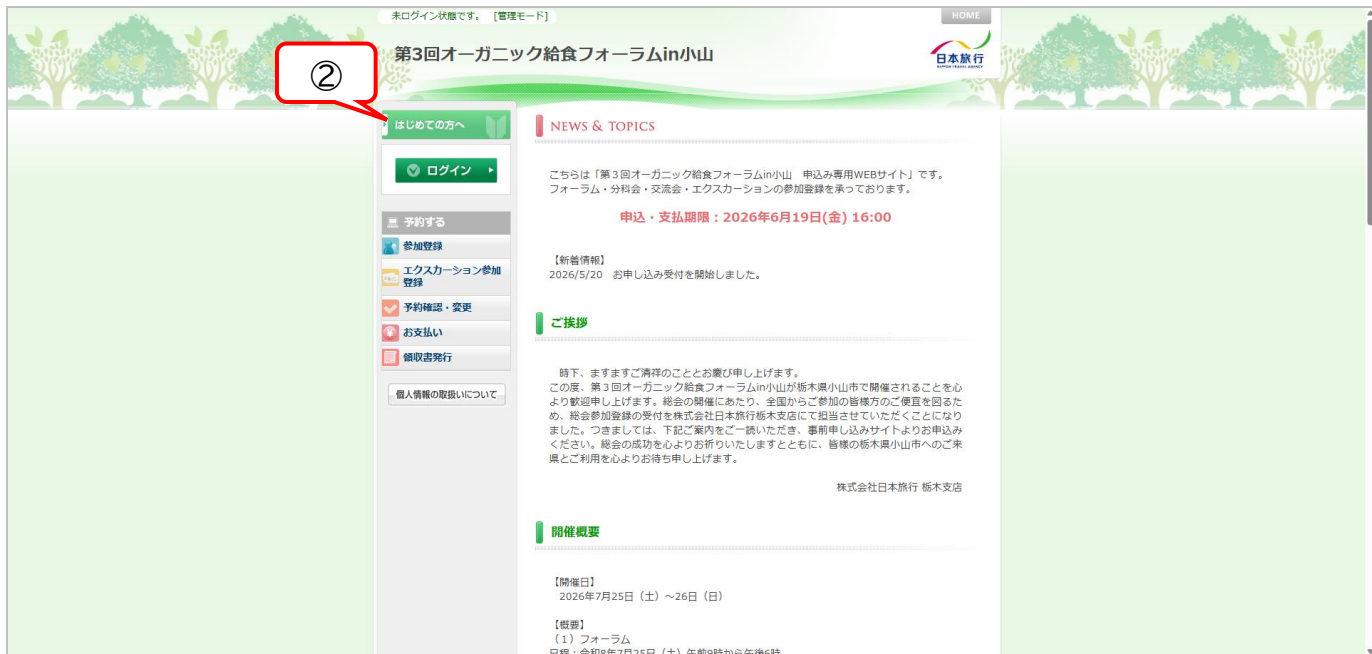 未ログイン状態です。 [管理モード]
HOME
第3回オーガニック給食フォーラムin小山
日本旅行
NIPPON TRAVEL AGENCY
②
はじめての方へ
ログイン
予約する
参加登録
エクスカーション参加
登録
予約確認・変更
お支払い
領収書発行
個人情報の取扱いについて
NEWS & TOPICS
こちらは「第３回オーガニック給食フォーラムin小山 申込み専用WEBサイト」です。
フォーラム・分科会・交流会・エクスカーションの参加登録を承っております。
申込・支払期限：2026年6月19日(金) 16:00
【新着情報】
2026/5/20 お申し込み受付を開始しました。
ご挨拶
時下、ますますご清祥のこととお慶び申し上げます。
この度、第３回オーガニック給食フォーラムin小山が栃木県小山市で開催されることを心
より歓迎申し上げます。総会の開催にあたり、全国からご参加の皆様方のご便宜を図るた
め、総会参加登録の受付を株式会社日本旅行栃木支店にて担当させていただくことになり
ました。つきましては、下記ご案内をご一読いただき、事前申し込みサイトよりお申込み
ください。総会の成功を心よりお祈りいたしますとともに、皆様の栃木県小山市へのご来
県とご利用を心よりお待ち申し上げます。
株式会社日本旅行 栃木支店
開催概要
【開催日】
2026年7月25日（土）～26日（日）
【概要】
（１）フォーラム
日程：令和8年7月25日（土）午前9時から午後6時